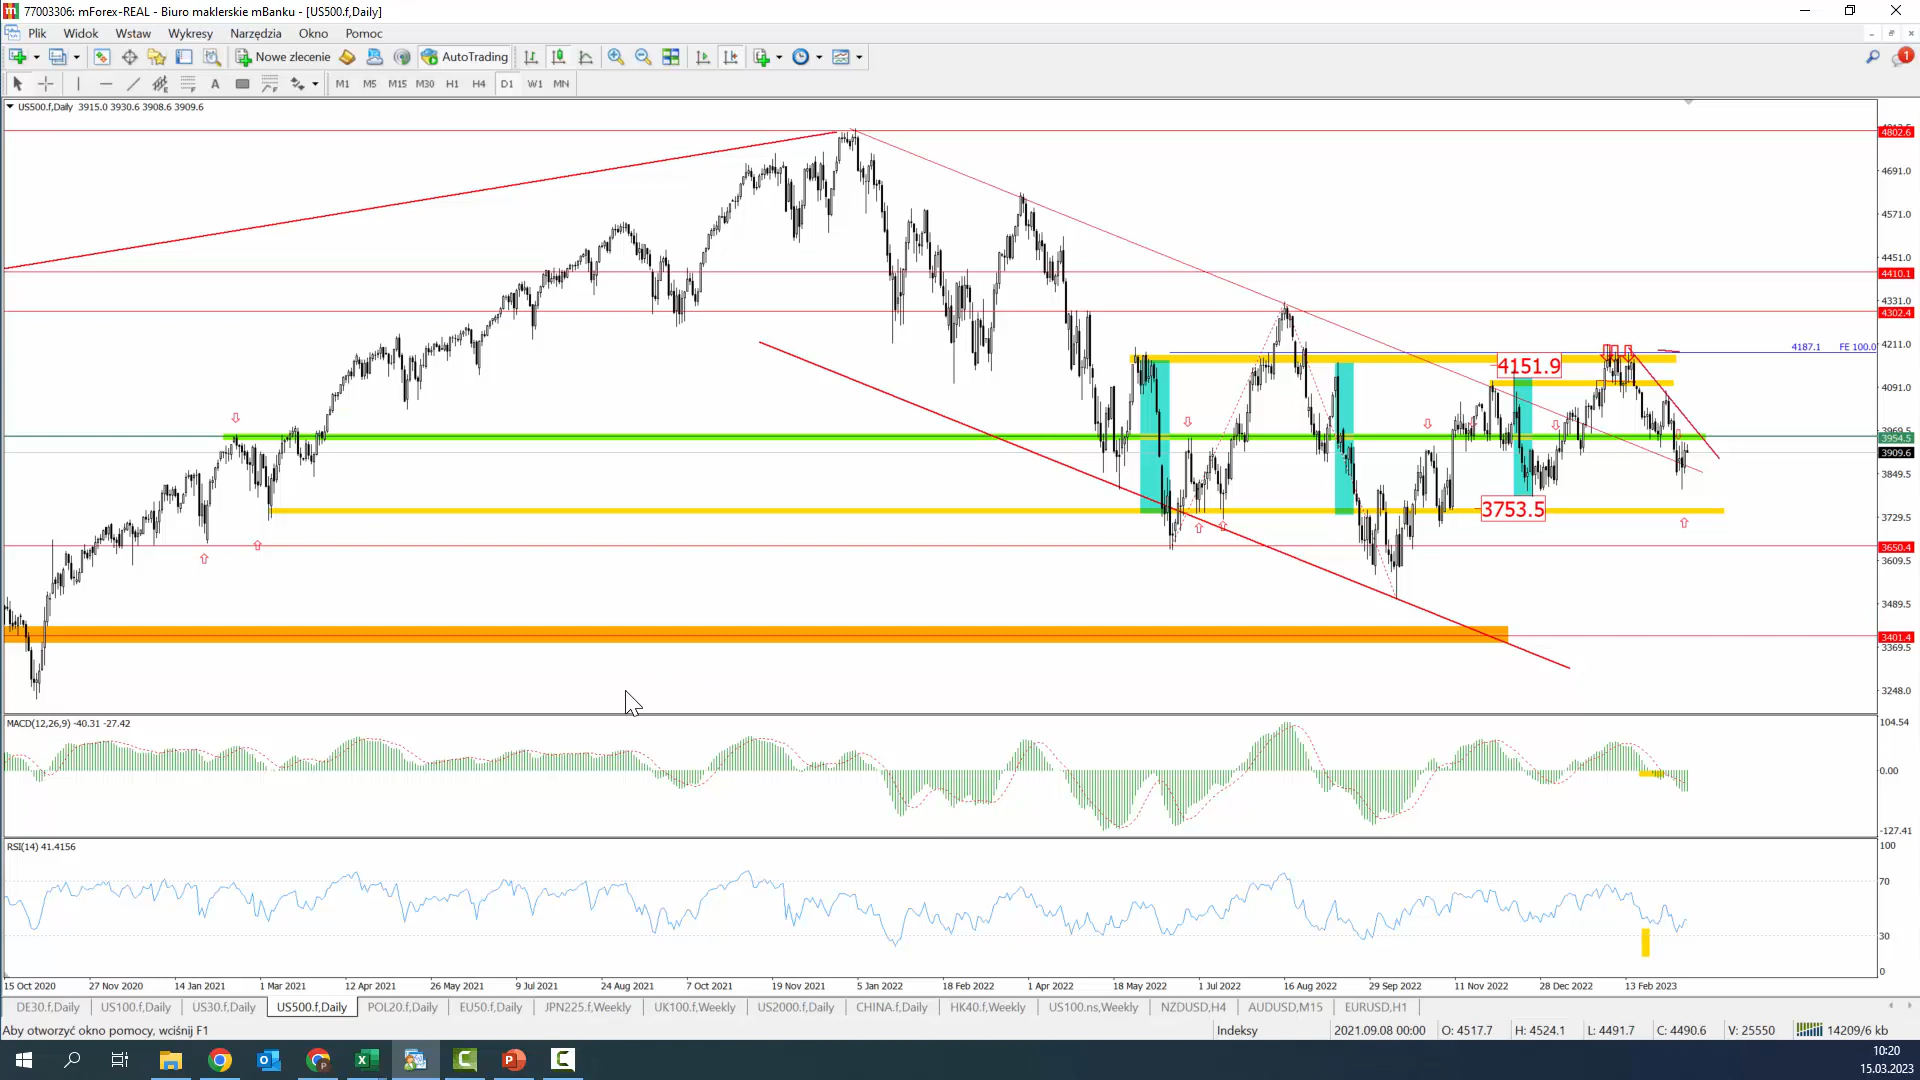 77003306: mForex-REAL - Biuro maklerskie mBanku - [US500.f,Daily]
Plik Widok Wstaw Wykresy Narzędzia Okno Pomoc
Nowe zlecenie AutoTrading 1
A M1 M5 M15 M30 H1 H4 D1 W1 MN
US500.f,Daily 3915.0 3930.6 3908.6 3909.6
4802.6
4691.0
4571.0
4451.0
4410.1
4331.0
4302.4
4187.1 FE 100.0
4211.0
4151.9
4091.0
3969.5
3954.5
3909.6
3849.5
3753.5
3729.5
3650.4
3609.5
3489.5
3401.4
3369.5
3248.0
MACD(12,26,9) -40.31 -27.42
104.54
0.00
-127.41
RSI(14) 41.4156
100
70
30
0
15 Oct 2020 27 Nov 2020 14 Jan 2021 1 Mar 2021 12 Apr 2021 26 May 2021 9 Jul 2021 24 Aug 2021 7 Oct 2021 19 Nov 2021 5 Jan 2022 18 Feb 2022 1 Apr 2022 18 May 2022 1 Jul 2022 16 Aug 2022 29 Sep 2022 11 Nov 2022 28 Dec 2022 13 Feb 2023
DE30.f,Daily US100.f,Daily US30.f,Daily US500.f,Daily POL20.f,Daily EU50.f,Daily JPN225.f,Weekly UK100.f,Weekly US2000.f,Daily CHINA.f,Daily HK40.f,Weekly US100.ns,Weekly NZDUSD,H4 AUDUSD,M15 EURUSD,H1
Aby otworzyć okno pomocy, wciśnij F1 Indeksy 2021.09.08 00:00 O: 4517.7 H: 4524.1 L: 4491.7 C: 4490.6 V: 25550 14209/6 kb
10:20
15.03.2023